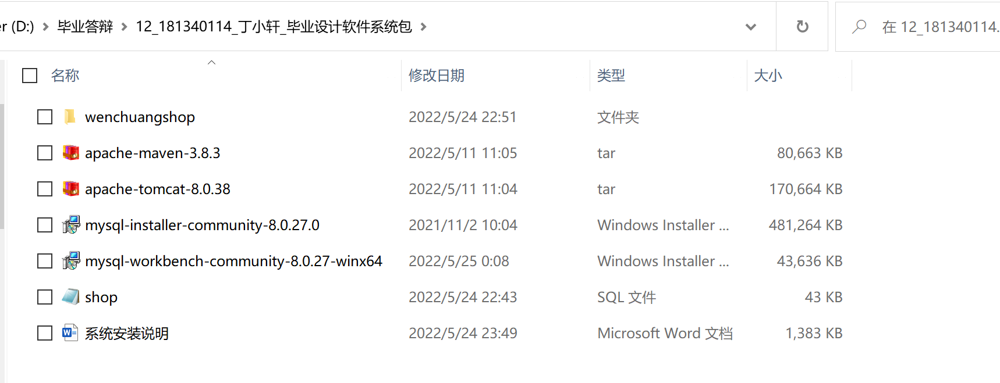 er (D:) > 毕业答辩 > 12_181340114_丁小轩_毕业设计软件系统包 > 在 12_181340114.
名称 修改日期 类型 大小
wenchuangshop 2022/5/24 22:51 文件夹
apache-maven-3.8.3 2022/5/11 11:05 tar 80,663 KB
apache-tomcat-8.0.38 2022/5/11 11:04 tar 170,664 KB
mysql-installer-community-8.0.27.0 2021/11/2 10:04 Windows Installer ... 481,264 KB
mysql-workbench-community-8.0.27-winx64 2022/5/25 0:08 Windows Installer ... 43,636 KB
shop 2022/5/24 22:43 SQL 文件 43 KB
系统安装说明 2022/5/24 23:49 Microsoft Word 文档 1,383 KB